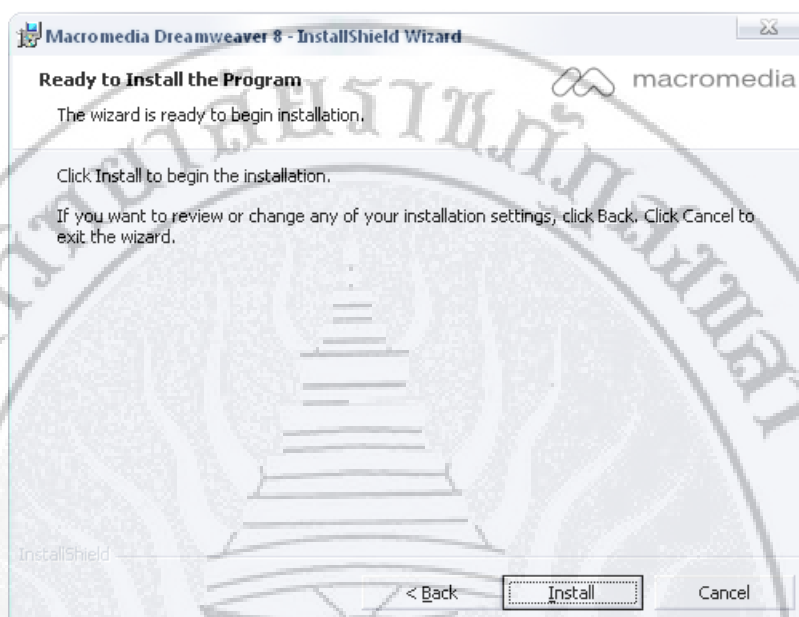 Macromedia Dreamweaver 8 - InstallShield Wizard
Ready to Install the Program
macromedia
The wizard is ready to begin installation.
Click Install to begin the installation.
If you want to review or change any of your installation settings, click Back. Click Cancel to
exit the wizard.
InstallShield
< Back
Install
Cancel